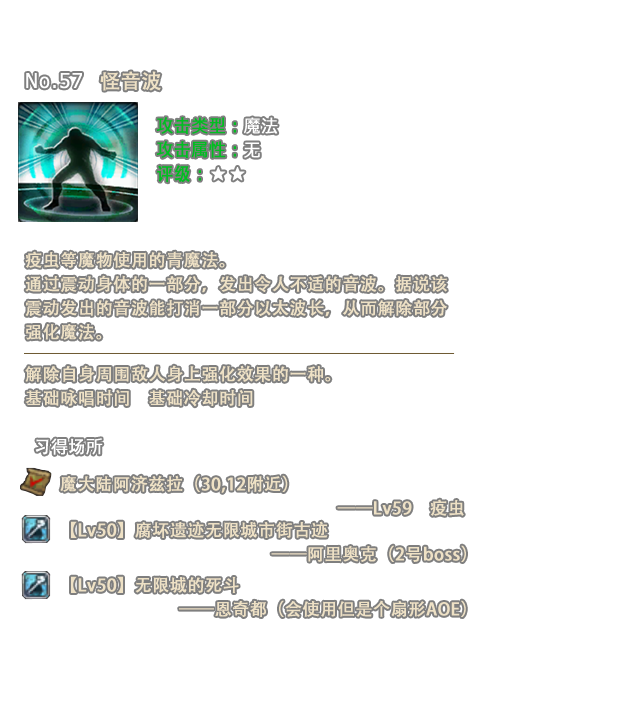 No.57 怪音波
攻击类型：魔法
攻击属性：无
评级：★★
疫虫等魔物使用的青魔法。
通过震动身体的一部分，发出令人不适的音波。据说该
震动发出的音波能打消一部分以太波长，从而解除部分
强化魔法。
解除自身周围敌人身上强化效果的一种。
基础咏唱时间 基础冷却时间
习得场所
魔大陆阿济兹拉（30,12附近）
——Lv59 疫虫
【Lv50】腐坏遗迹无限城市街古迹
——阿里奥克（2号boss）
【Lv50】无限城的死斗
——恩奇都（会使用但是个扇形AOE）